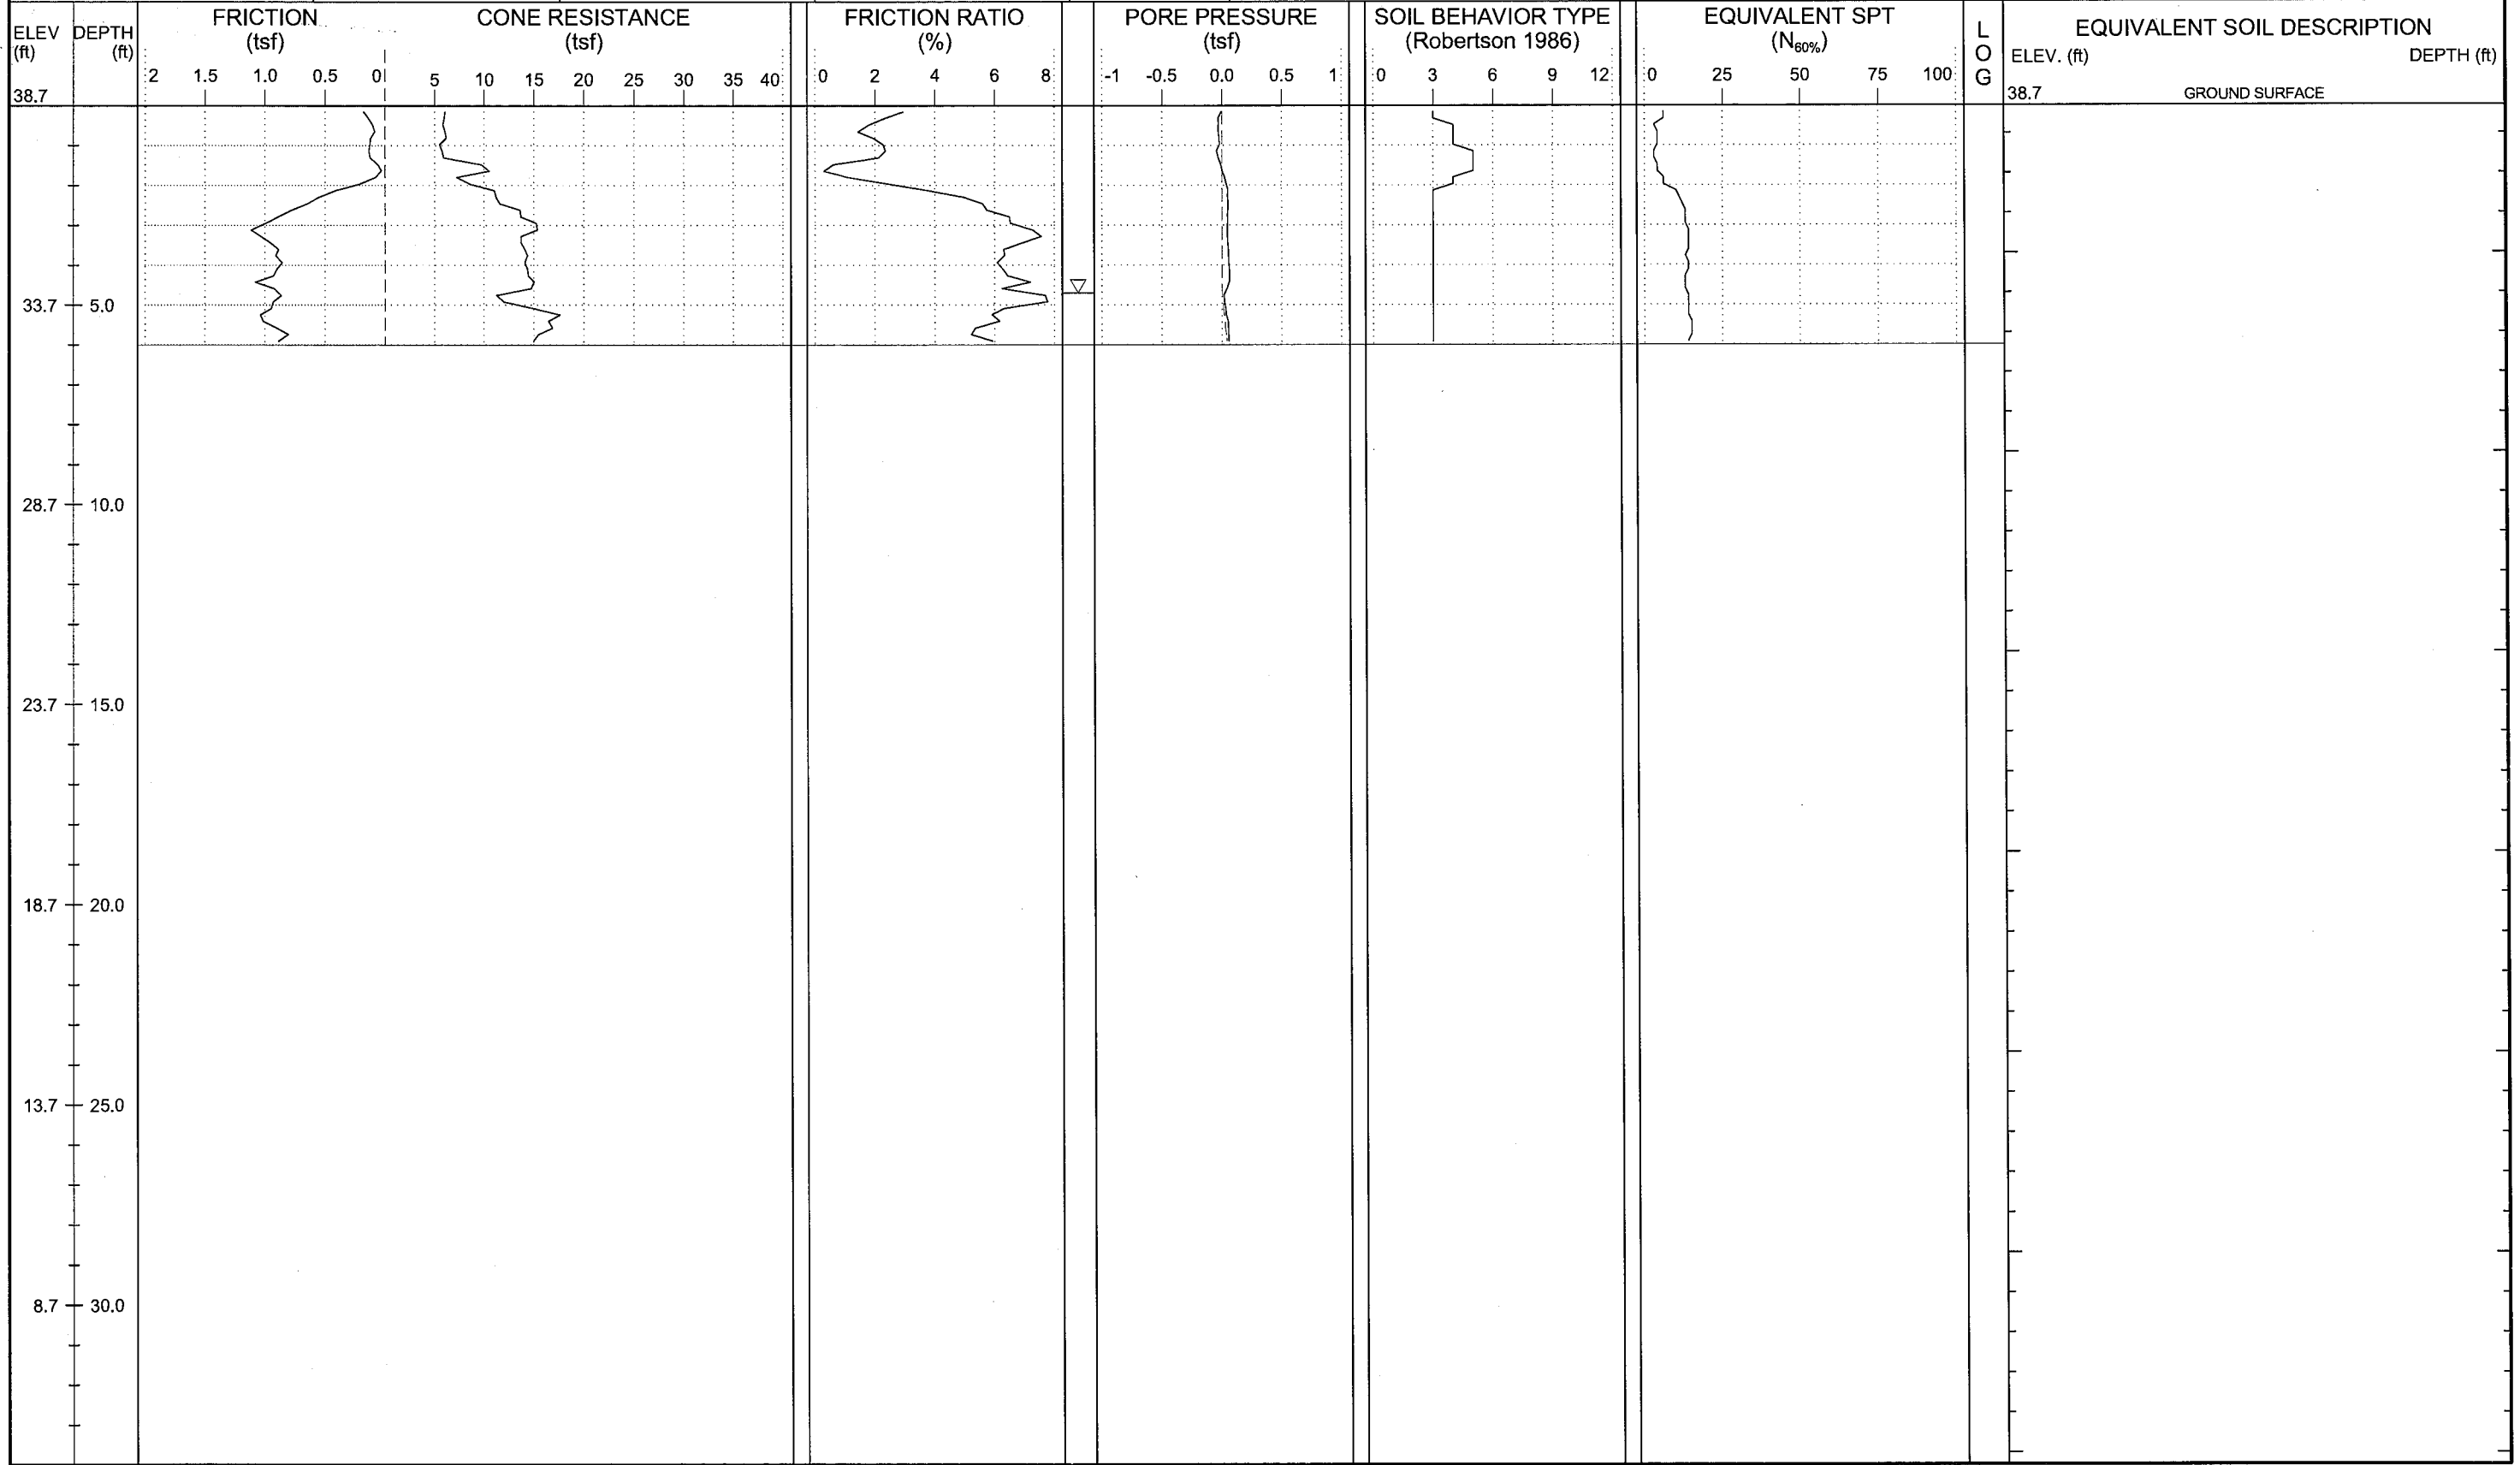 ELEV (ft)
DEPTH (ft)
FRICTION (tsf)
CONE RESISTANCE (tsf)
FRICTION RATIO (%)
PORE PRESSURE (tsf)
SOIL BEHAVIOR TYPE (Robertson 1986)
EQUIVALENT SPT (N60%)
LOG
EQUIVALENT SOIL DESCRIPTION
ELEV. (ft) DEPTH (ft)
2 1.5 1.0 0.5 0 5 10 15 20 25 30 35 40
0 2 4 6 8
-1 -0.5 0.0 0.5 1
0 3 6 9 12
0 25 50 75 100
38.7
38.7 GROUND SURFACE
33.7 5.0
28.7 10.0
23.7 15.0
18.7 20.0
13.7 25.0
8.7 30.0